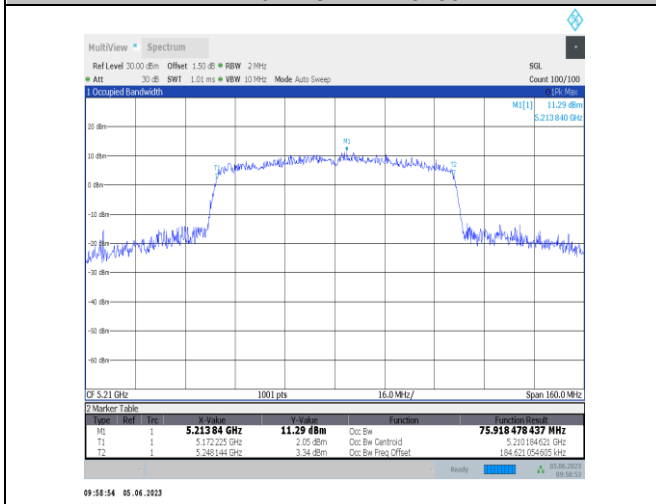 MultiView Spectrum
Ref Level 30.00 dBm Offset 1.50 dB RBW 2 MHz SGL
Att 30 dB SWT 1.01 ms VBW 10 MHz Mode Auto Sweep Count 100/100
1 Occupied Bandwidth 1Pk Max
M1[1] 11.29 dBm
5.213 840 GHz
20 dBm
M1
10 dBm
T1 T2
0 dBm
-10 dBm
-20 dBm
-30 dBm
-40 dBm
-50 dBm
-60 dBm
CF 5.21 GHz 1001 pts 16.0 MHz/ Span 160.0 MHz
2 Marker Table
Type Ref Trc X-Value Y-Value Function Function Result
M1 1 5.213 84 GHz 11.29 dBm Occ Bw 75.918 478 437 MHz
T1 1 5.172 225 GHz 2.05 dBm Occ Bw Centroid 5.210 184 621 GHz
T2 1 5.248 144 GHz 3.34 dBm Occ Bw Freq Offset 184.621 054 605 kHz
Ready 05.06.2023
09:58:53
09:58:54 05.06.2023